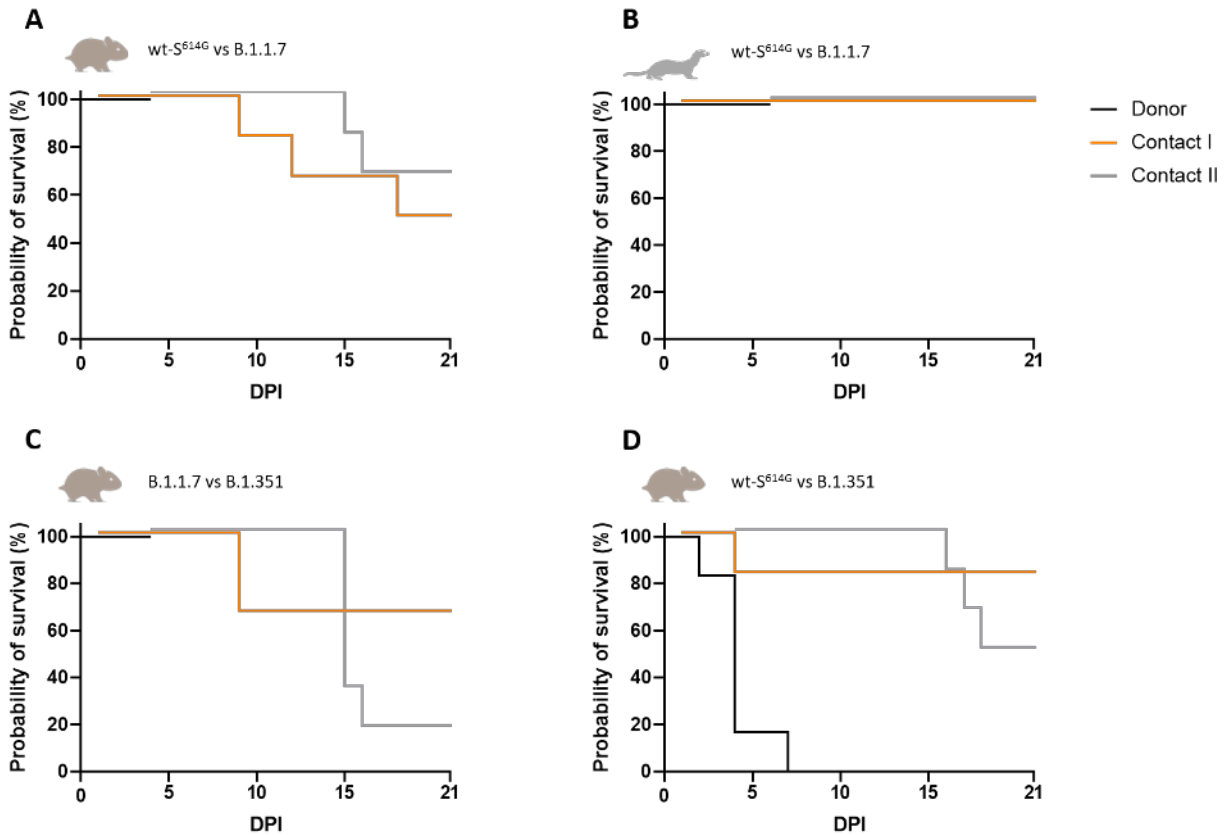 A
wt-S⁶¹⁴ᴳ vs B.1.1.7
Probability of survival (%)
100
80
60
40
20
0
0 5 10 15 21
DPI
B
wt-S⁶¹⁴ᴳ vs B.1.1.7
Probability of survival (%)
100
80
60
40
20
0
0 5 10 15 21
DPI
Donor
Contact I
Contact II
C
B.1.1.7 vs B.1.351
Probability of survival (%)
100
80
60
40
20
0
0 5 10 15 21
DPI
D
wt-S⁶¹⁴ᴳ vs B.1.351
Probability of survival (%)
100
80
60
40
20
0
0 5 10 15 21
DPI